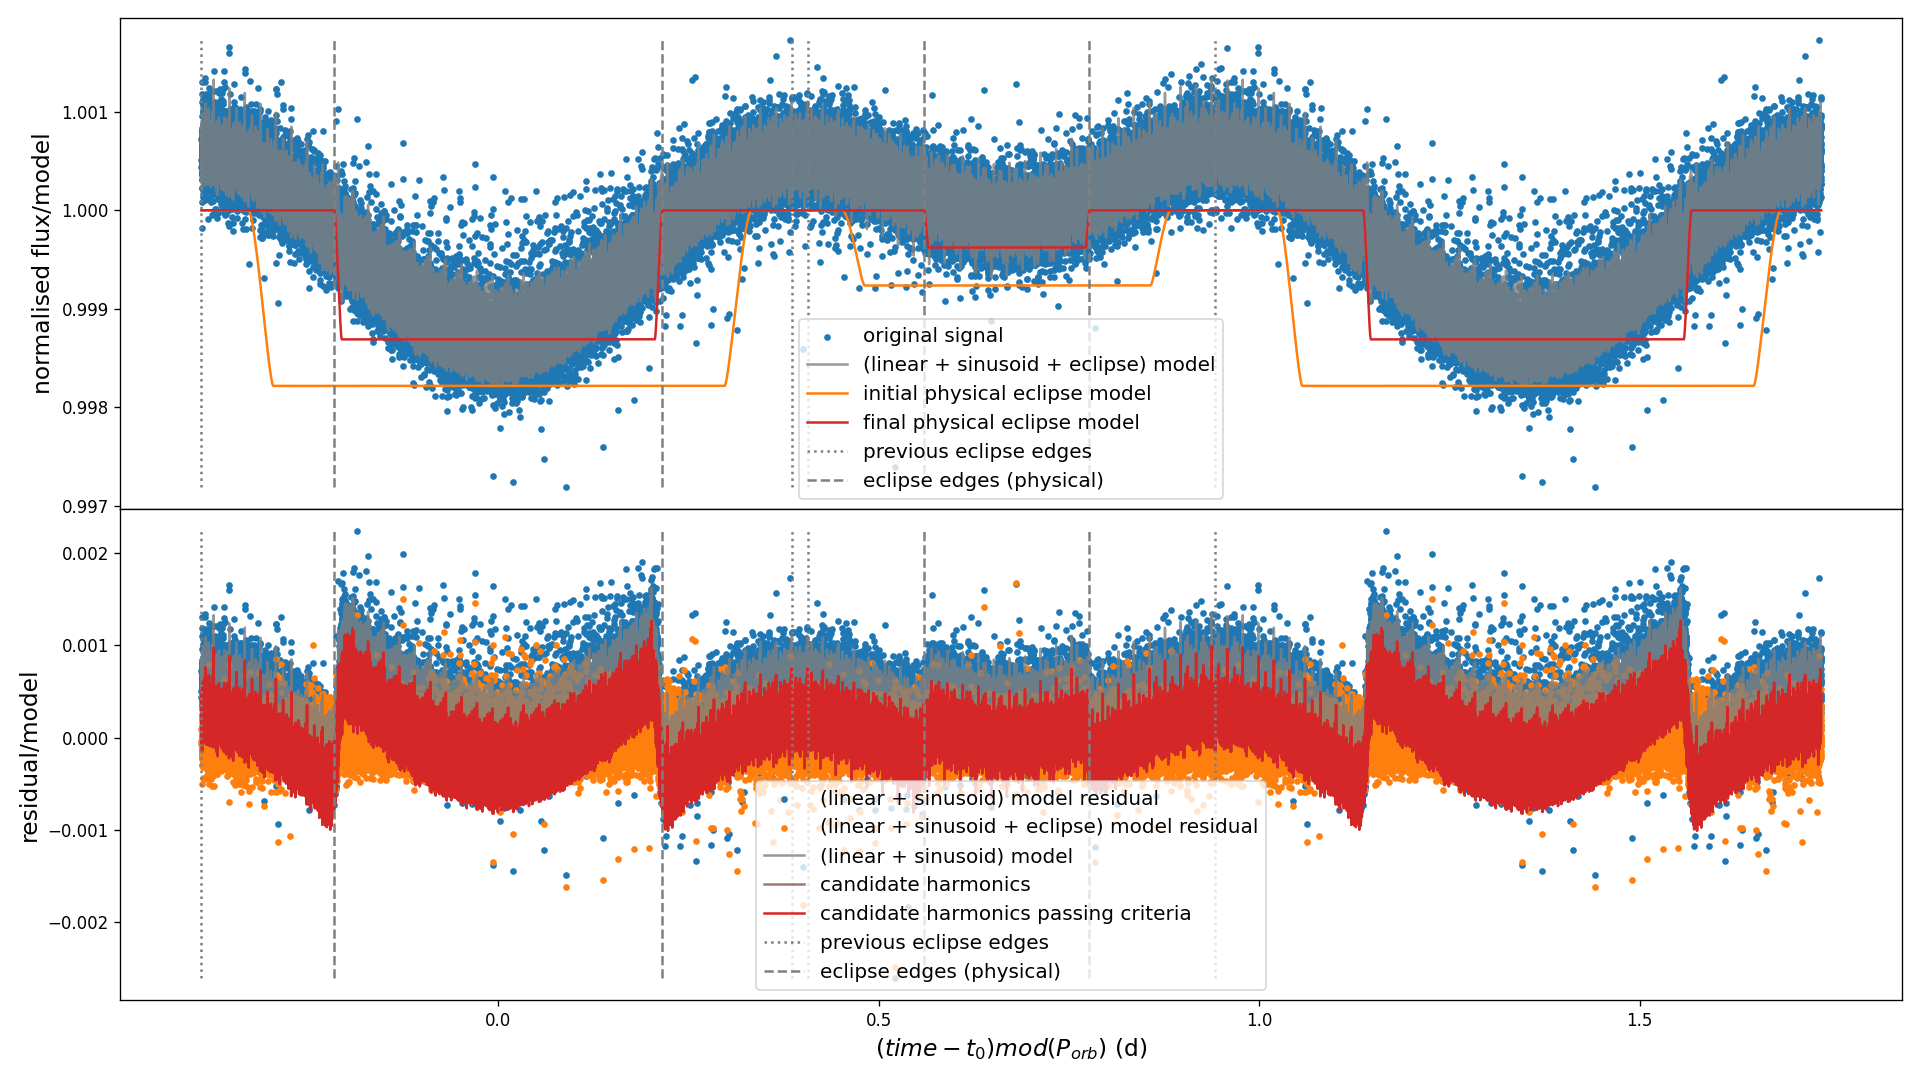 normalised flux/model
1.001
1.000
0.999
0.998
0.997
original signal
(linear + sinusoid + eclipse) model
initial physical eclipse model
final physical eclipse model
previous eclipse edges
eclipse edges (physical)
residual/model
0.002
0.001
0.000
−0.001
−0.002
(linear + sinusoid) model residual
(linear + sinusoid + eclipse) model residual
(linear + sinusoid) model
candidate harmonics
candidate harmonics passing criteria
previous eclipse edges
eclipse edges (physical)
0.0 0.5 1.0 1.5
(time − t₀)mod(P_orb) (d)